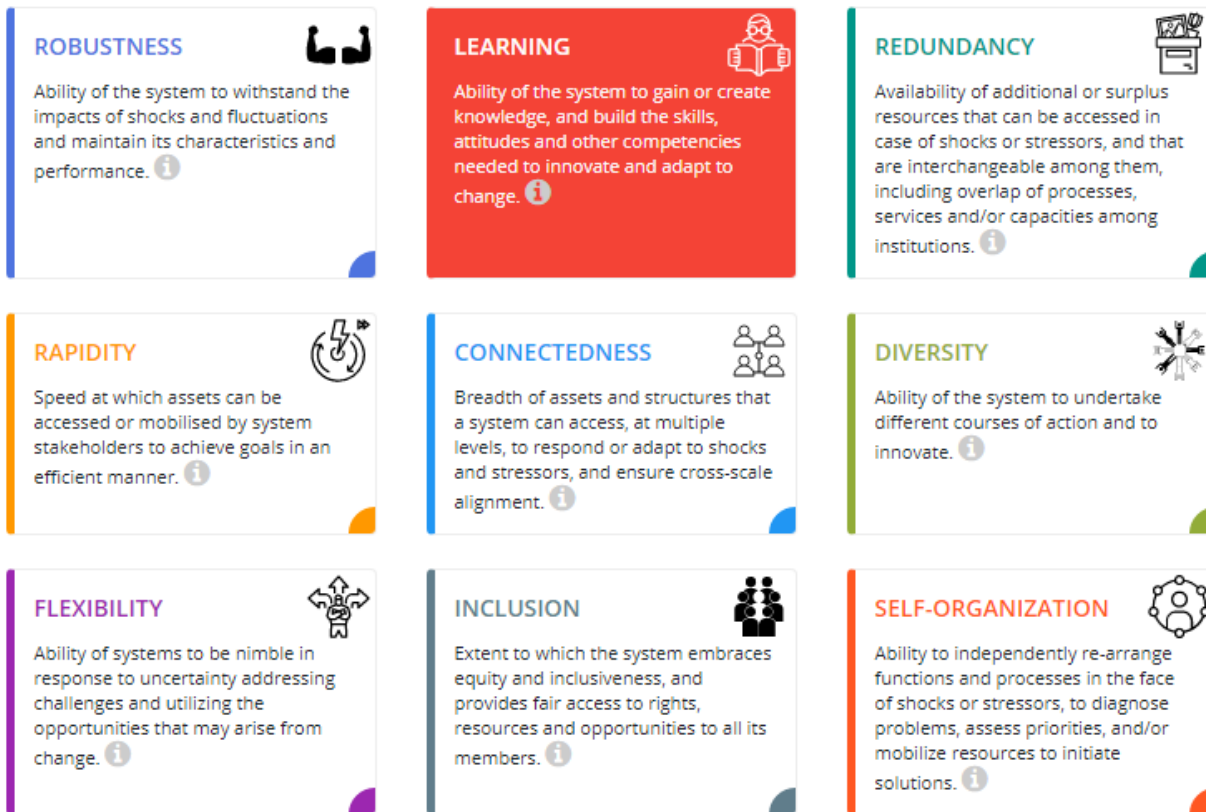 ROBUSTNESS
Ability of the system to withstand the
impacts of shocks and fluctuations
and maintain its characteristics and
performance.
LEARNING
Ability of the system to gain or create
knowledge, and build the skills,
attitudes and other competencies
needed to innovate and adapt to
change.
REDUNDANCY
Availability of additional or surplus
resources that can be accessed in
case of shocks or stressors, and that
are interchangeable among them,
including overlap of processes,
services and/or capacities among
institutions.
RAPIDITY
Speed at which assets can be
accessed or mobilised by system
stakeholders to achieve goals in an
efficient manner.
CONNECTEDNESS
Breadth of assets and structures that
a system can access, at multiple
levels, to respond or adapt to shocks
and stressors, and ensure cross-scale
alignment.
DIVERSITY
Ability of the system to undertake
different courses of action and to
innovate.
FLEXIBILITY
Ability of systems to be nimble in
response to uncertainty addressing
challenges and utilizing the
opportunities that may arise from
change.
INCLUSION
Extent to which the system embraces
equity and inclusiveness, and
provides fair access to rights,
resources and opportunities to all its
members.
SELF-ORGANIZATION
Ability to independently re-arrange
functions and processes in the face
of shocks or stressors, to diagnose
problems, assess priorities, and/or
mobilize resources to initiate
solutions.